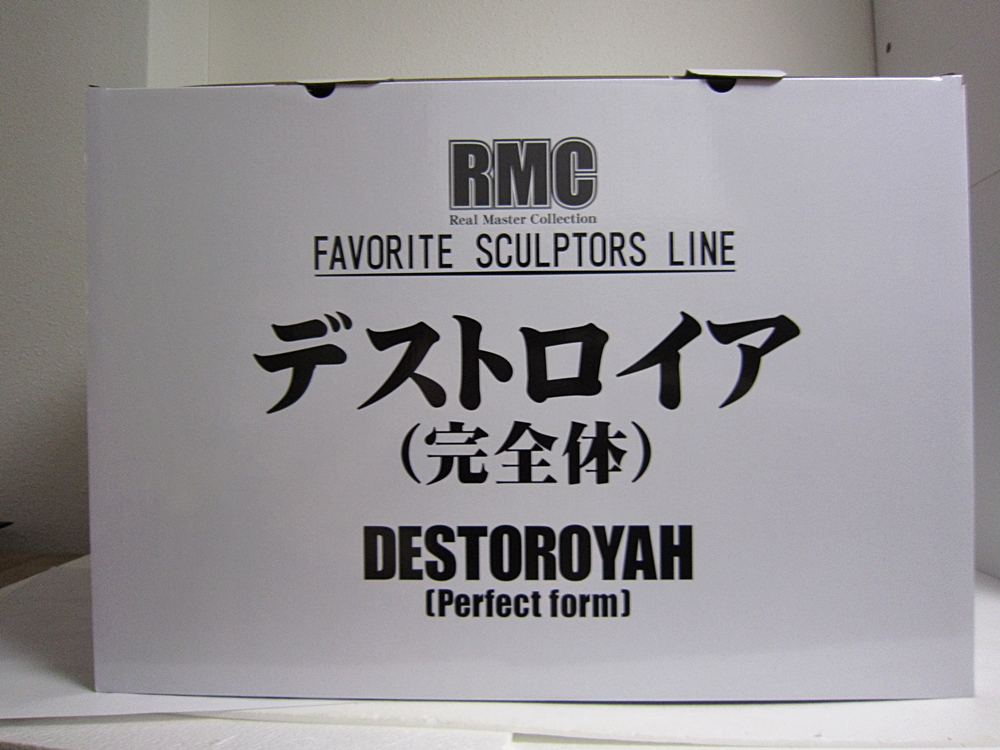 RMC
Real Master Collection
FAVORITE SCULPTORS LINE
デストロイア
(完全体)
DESTOROYAH
(Perfect form)